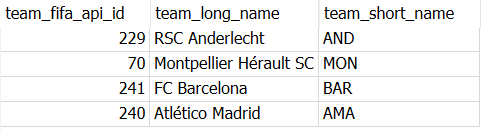 team_fifa_api_id team_long_name team_short_name
229 RSC Anderlecht AND
70 Montpellier Hérault SC MON
241 FC Barcelona BAR
240 Atlético Madrid AMA